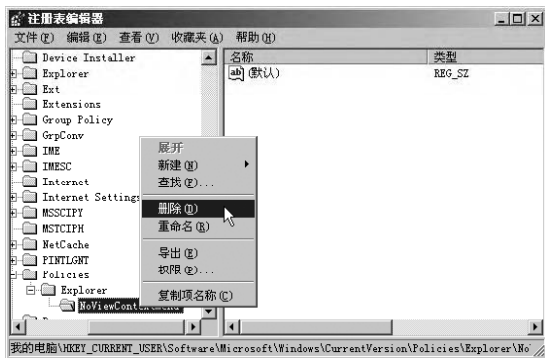 注册表编辑器
文件(F) 编辑(E) 查看(V) 收藏夹(A) 帮助(H)
Device Installer
Explorer
Ext
Extensions
Group Policy
GrpConv
IME
IMESC
Internet
Internet Settings
MSSCIPY
MSTCIPH
NetCache
PINTLGNT
Policies
Explorer
NoViewContextMenu
名称 类型
(默认) REG_SZ
展开
新建(N)
查找(F)...
删除(D)
重命名(R)
导出(E)
权限(P)...
复制项名称(C)
我的电脑\HKEY_CURRENT_USER\Software\Microsoft\Windows\CurrentVersion\Policies\Explorer\No